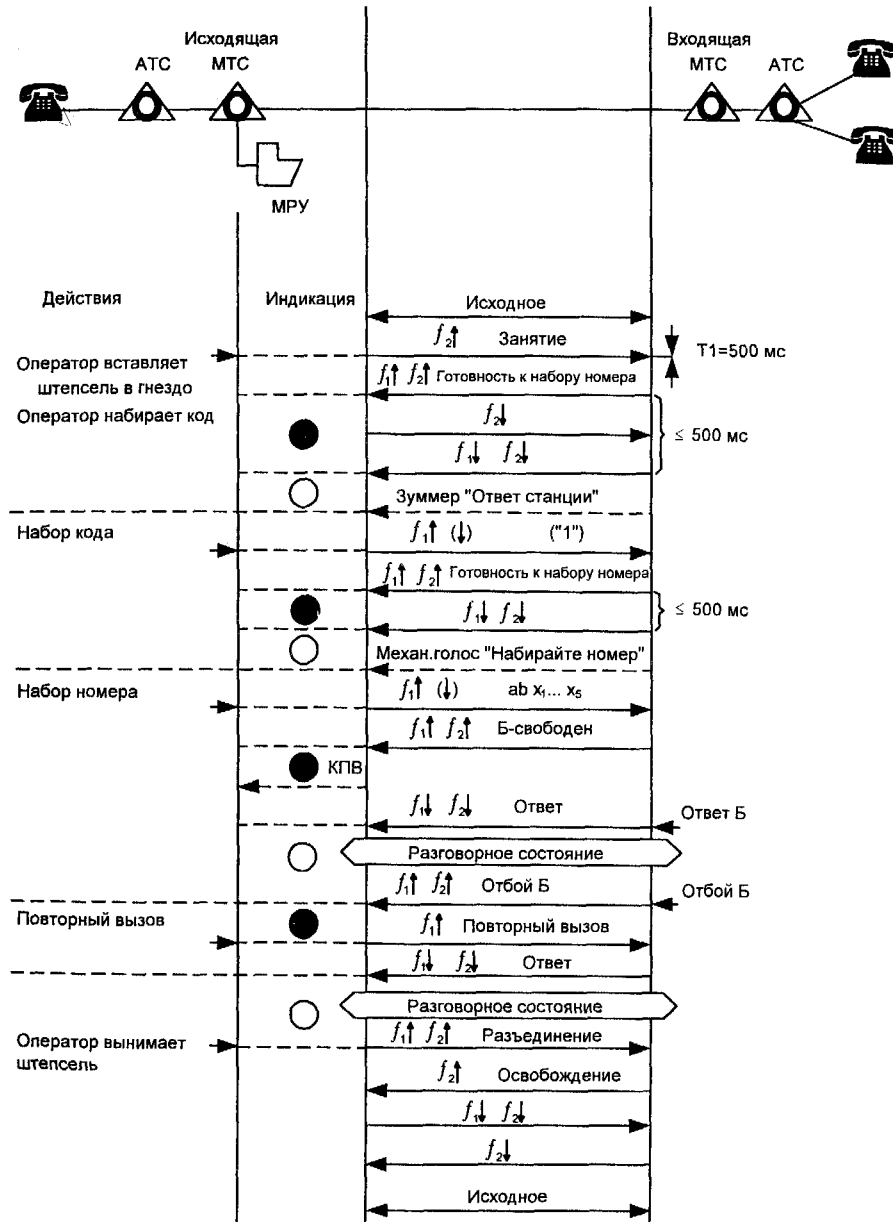 Исходящая
Входящая
АТС МТС
МТС АТС
МРУ
Действия
Индикация
Исходное
f₂↑ Занятие
T1=500 мс
Оператор вставляет
штепсель в гнездо
f₁↑ f₂↑ Готовность к набору номера
Оператор набирает код
f₂↓
≤ 500 мс
f₁↓ f₂↓
Зуммер "Ответ станции"
Набор кода
f₁↑ (↓) ("1")
f₁↑ f₂↑ Готовность к набору номера
f₁↓ f₂↓
≤ 500 мс
Механ.голос "Набирайте номер"
Набор номера
f₁↑ (↓) ab x₁... x₅
f₁↑ f₂↑ Б-свободен
КПВ
f₁↓ f₂↓ Ответ
Ответ Б
Разговорное состояние
f₁↑ f₂↑ Отбой Б
Отбой Б
Повторный вызов
f₁↑ Повторный вызов
f₁↓ f₂↓ Ответ
Разговорное состояние
Оператор вынимает
штепсель
f₁↑ f₂↑ Разъединение
f₂↑ Освобождение
f₁↓ f₂↓
f₂↓
Исходное